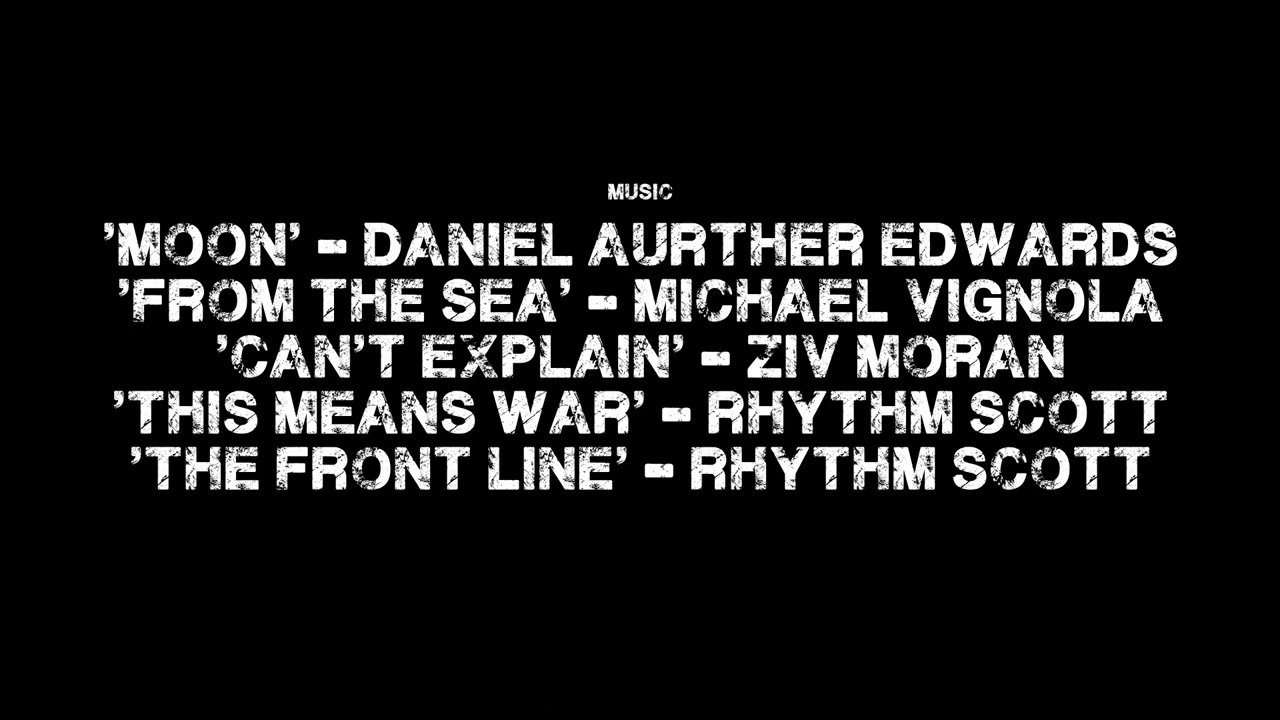 MUSIC
’MOON’ - DANIEL AURTHER EDWARDS
’FROM THE SEA’ - MICHAEL VIGNOLA
’CAN’T EXPLAIN’ - ZIV MORAN
’THIS MEANS WAR’ - RHYTHM SCOTT
’THE FRONT LINE’ - RHYTHM SCOTT